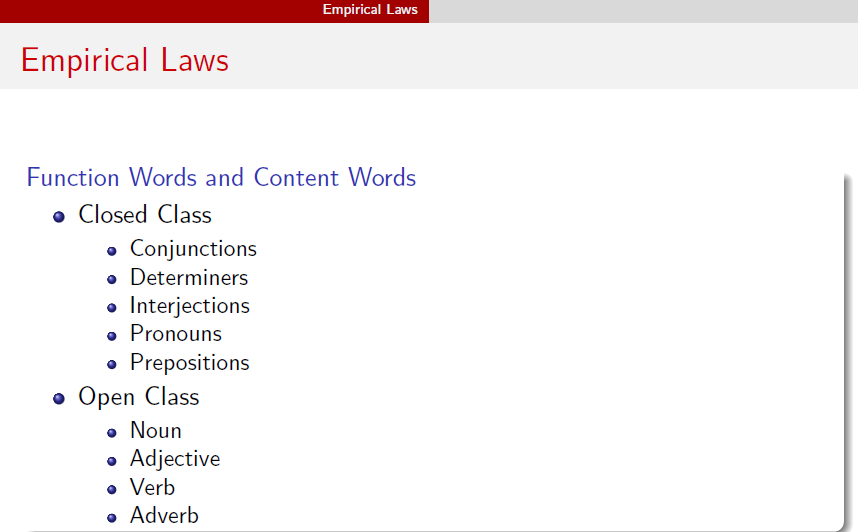 Empirical Laws
Empirical Laws
Function Words and Content Words
Closed Class
Conjunctions
Determiners
Interjections
Pronouns
Prepositions
Open Class
Noun
Adjective
Verb
Adverb